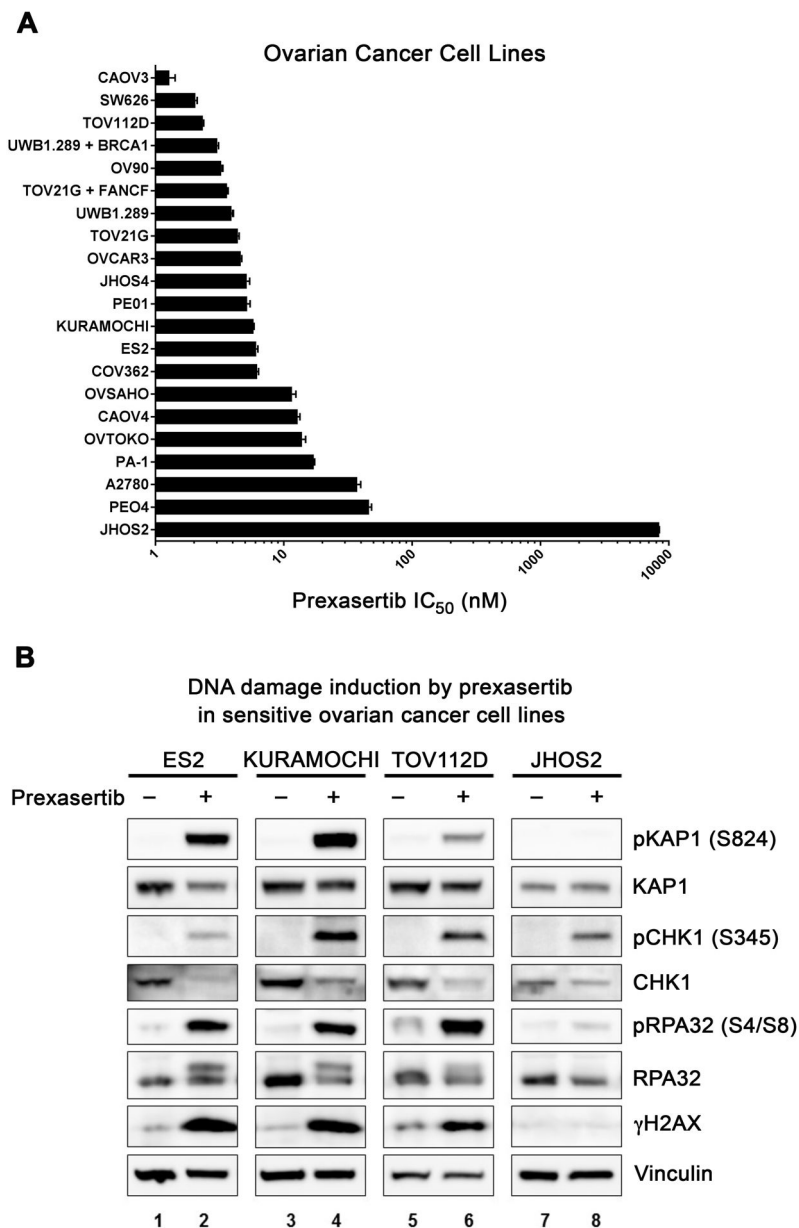 A
Ovarian Cancer Cell Lines
CAOV3
SW626
TOV112D
UWB1.289 + BRCA1
OV90
TOV21G + FANCF
UWB1.289
TOV21G
OVCAR3
JHOS4
PE01
KURAMOCHI
ES2
COV362
OVSAHO
CAOV4
OVTOKO
PA-1
A2780
PEO4
JHOS2
1 10 100 1000 10000
Prexasertib IC50 (nM)
B
DNA damage induction by prexasertib
in sensitive ovarian cancer cell lines
ES2 KURAMOCHI TOV112D JHOS2
Prexasertib – + – + – + – +
pKAP1 (S824)
KAP1
pCHK1 (S345)
CHK1
pRPA32 (S4/S8)
RPA32
γH2AX
Vinculin
1 2 3 4 5 6 7 8